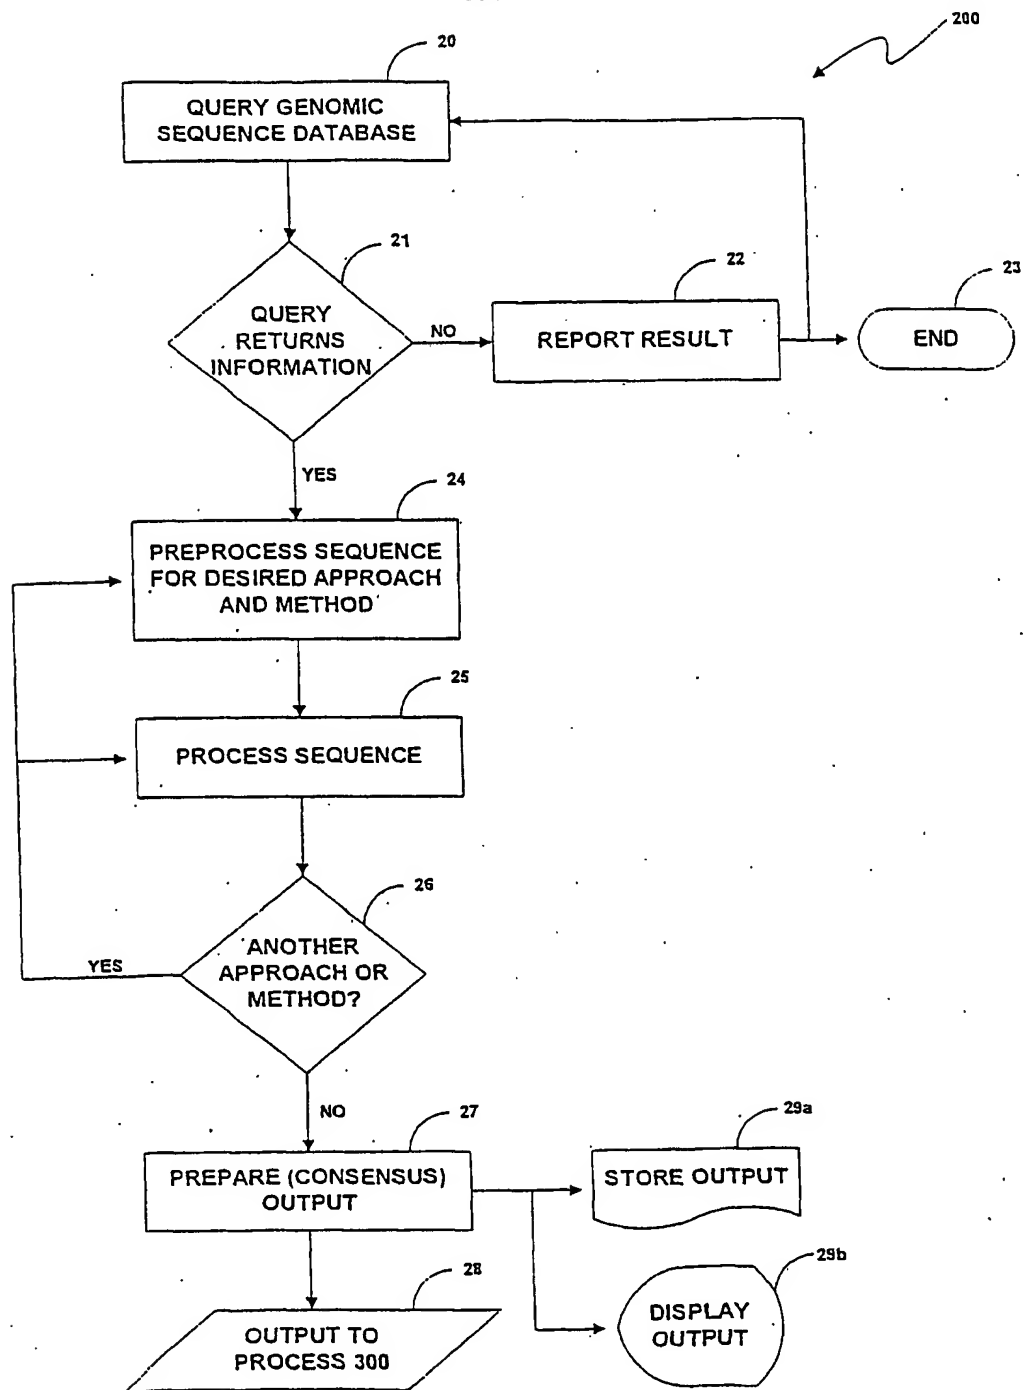 200
20
QUERY GENOMIC
SEQUENCE DATABASE
21
QUERY
RETURNS
INFORMATION
NO
22
REPORT RESULT
23
END
YES
24
PREPROCESS SEQUENCE
FOR DESIRED APPROACH
AND METHOD
25
PROCESS SEQUENCE
26
ANOTHER
APPROACH OR
METHOD?
YES
NO
27
PREPARE (CONSENSUS)
OUTPUT
29a
STORE OUTPUT
28
OUTPUT TO
PROCESS 300
29b
DISPLAY
OUTPUT